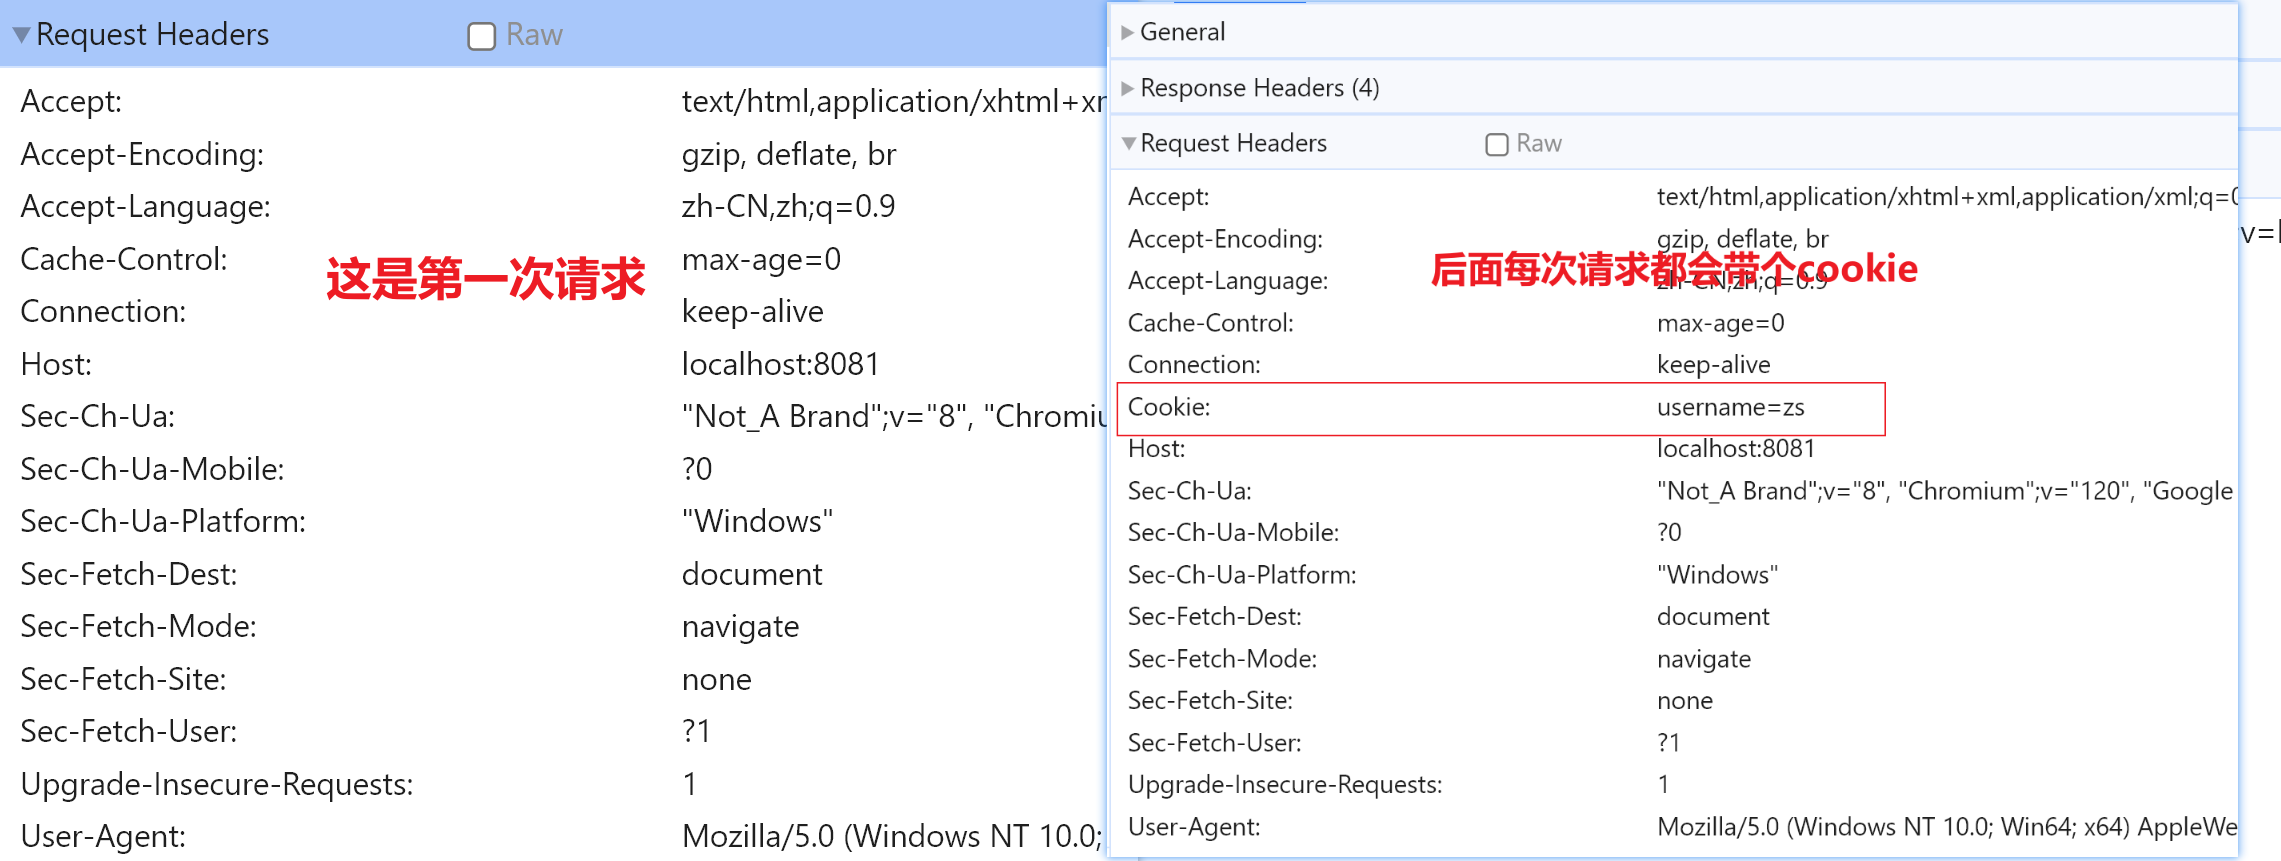 Request Headers Raw
Accept: text/html,application/xhtml+xr
Accept-Encoding: gzip, deflate, br
Accept-Language: zh-CN,zh;q=0.9
Cache-Control: max-age=0
这是第一次请求
Connection: keep-alive
Host: localhost:8081
Sec-Ch-Ua: "Not_A Brand";v="8", "Chromiu
Sec-Ch-Ua-Mobile: ?0
Sec-Ch-Ua-Platform: "Windows"
Sec-Fetch-Dest: document
Sec-Fetch-Mode: navigate
Sec-Fetch-Site: none
Sec-Fetch-User: ?1
Upgrade-Insecure-Requests: 1
User-Agent: Mozilla/5.0 (Windows NT 10.0;
General
Response Headers (4)
Request Headers Raw
Accept: text/html,application/xhtml+xml,application/xml;q=0
Accept-Encoding: gzip, deflate, br
后面每次请求都会带个cookie
Accept-Language: zh-CN,zh;q=0.9
Cache-Control: max-age=0
Connection: keep-alive
Cookie: username=zs
Host: localhost:8081
Sec-Ch-Ua: "Not_A Brand";v="8", "Chromium";v="120", "Google
Sec-Ch-Ua-Mobile: ?0
Sec-Ch-Ua-Platform: "Windows"
Sec-Fetch-Dest: document
Sec-Fetch-Mode: navigate
Sec-Fetch-Site: none
Sec-Fetch-User: ?1
Upgrade-Insecure-Requests: 1
User-Agent: Mozilla/5.0 (Windows NT 10.0; Win64; x64) AppleWe
v=